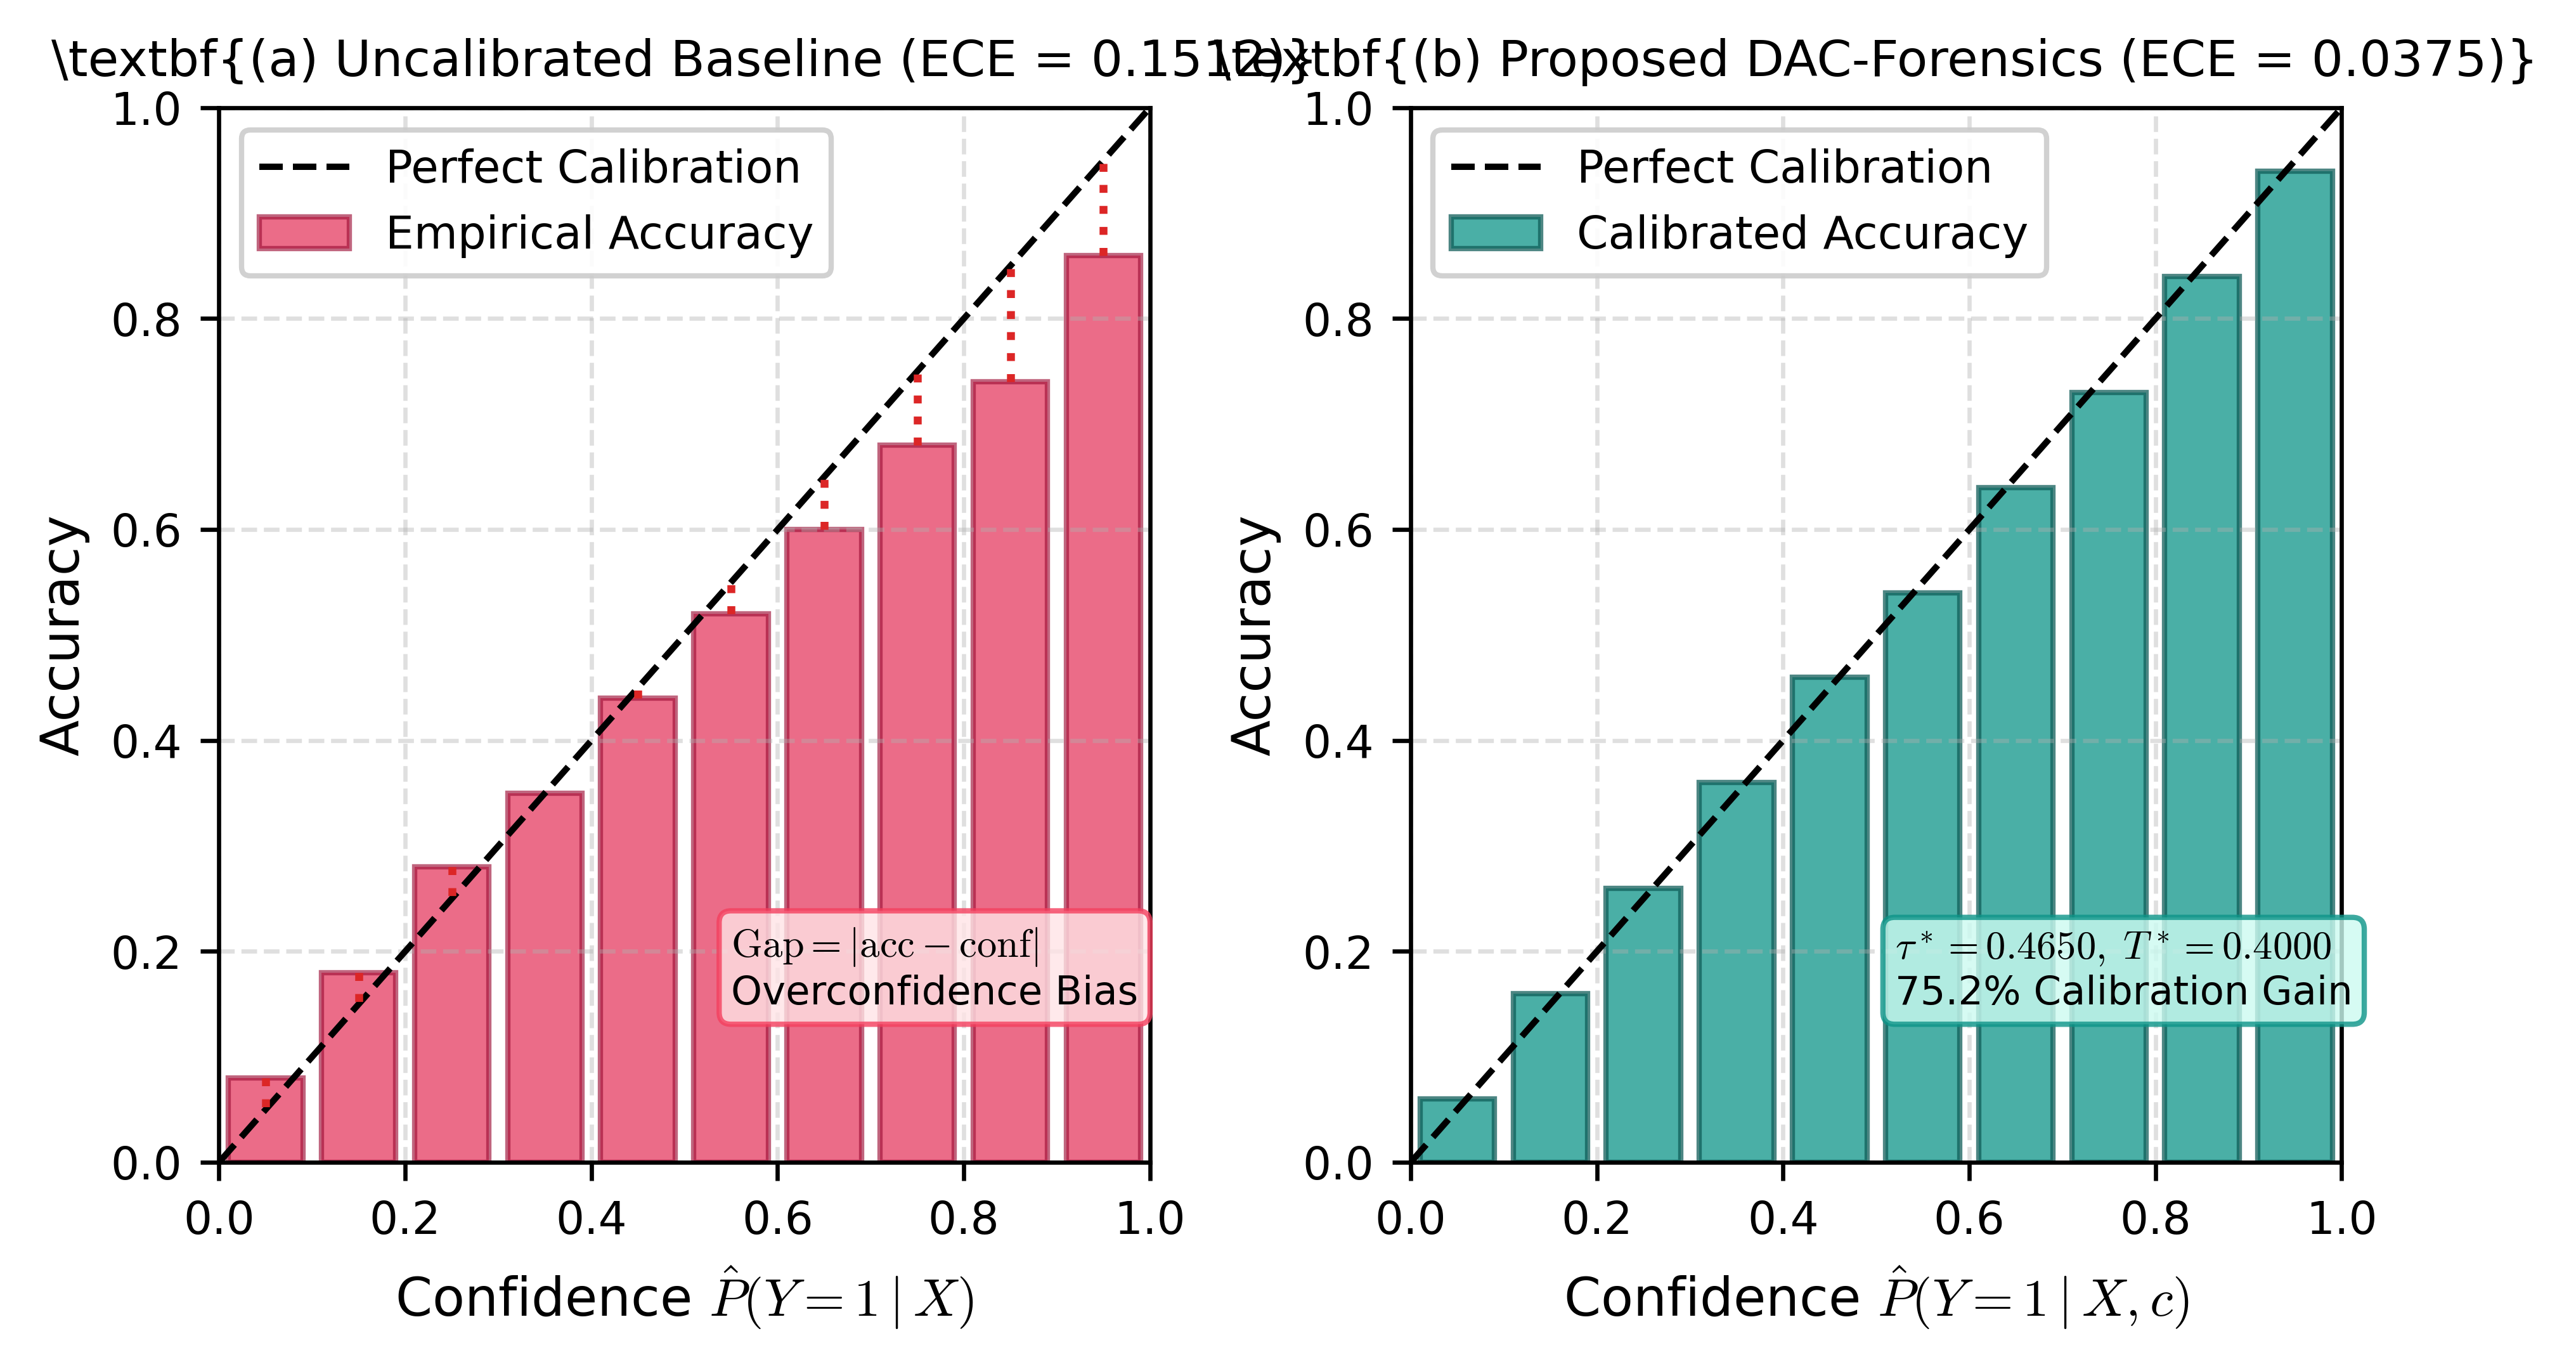 \textbf{(a) Uncalibrated Baseline (ECE = 0.1512)}
1.0
0.8
0.6
0.4
0.2
0.0
Accuracy
Perfect Calibration
Empirical Accuracy
Gap = |acc − conf|
Overconfidence Bias
0.0 0.2 0.4 0.6 0.8 1.0
Confidence P̂(Y=1 | X)
\textbf{(b) Proposed DAC-Forensics (ECE = 0.0375)}
1.0
0.8
0.6
0.4
0.2
0.0
Accuracy
Perfect Calibration
Calibrated Accuracy
τ* = 0.4650, T* = 0.4000
75.2% Calibration Gain
0.0 0.2 0.4 0.6 0.8 1.0
Confidence P̂(Y=1 | X, c)